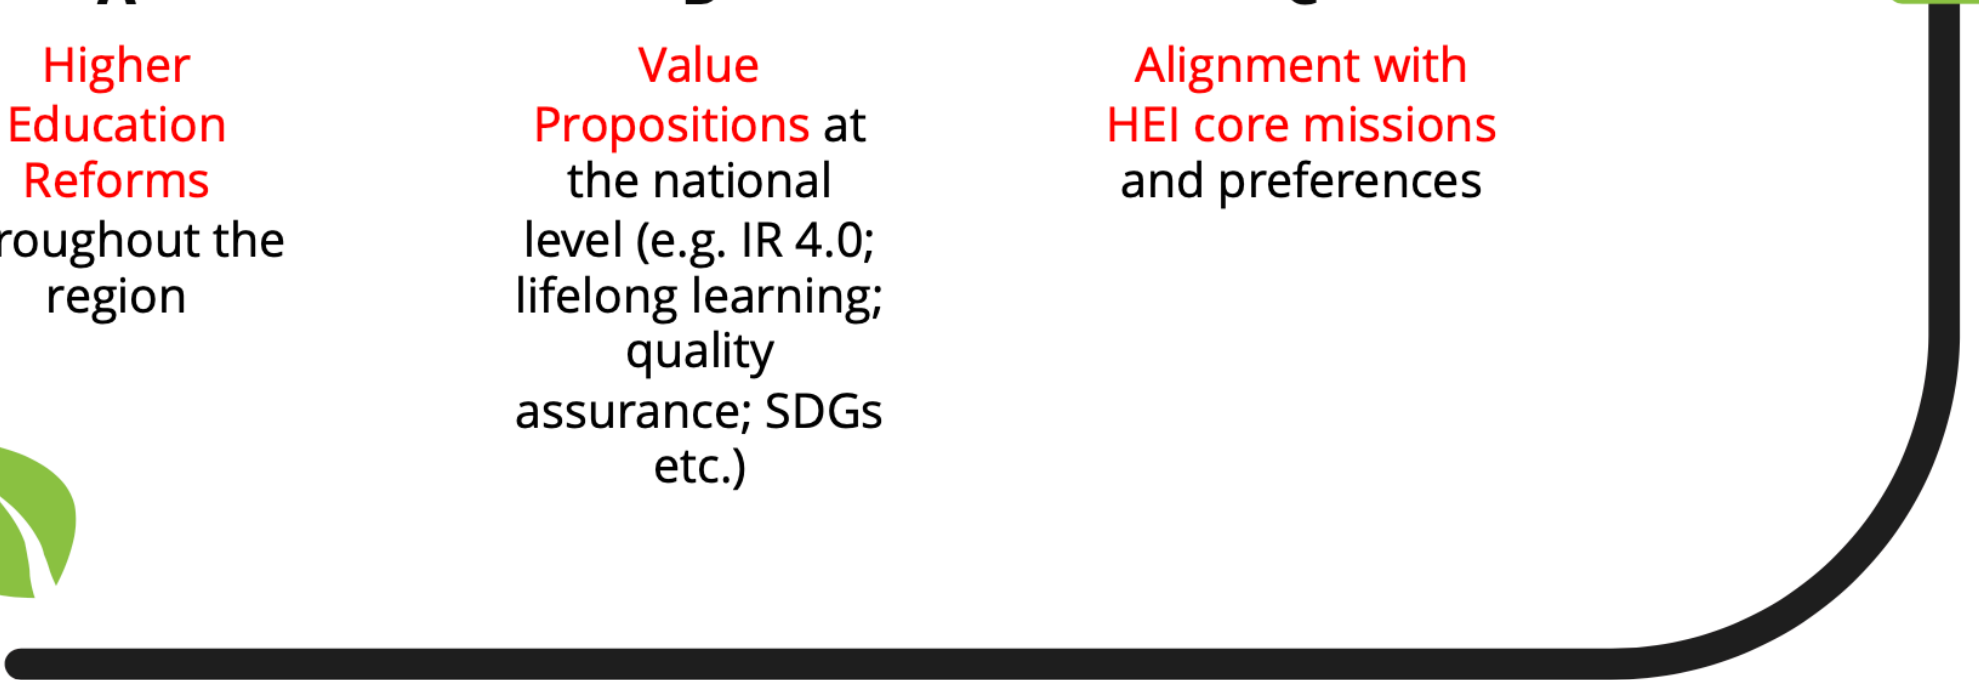 Higher
Education
Reforms
roughout the
region
Value
Propositions at
the national
level (e.g. IR 4.0;
lifelong learning;
quality
assurance; SDGs
etc.)
Alignment with
HEI core missions
and preferences